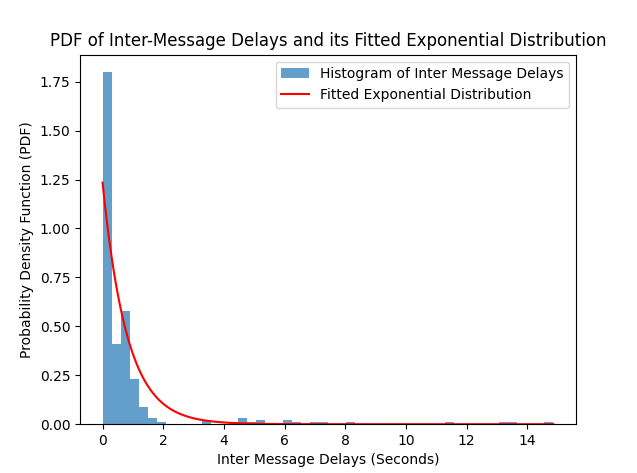 PDF of Inter-Message Delays and its Fitted Exponential Distribution
Histogram of Inter Message Delays
Fitted Exponential Distribution
Probability Density Function (PDF)
1.75
1.50
1.25
1.00
0.75
0.50
0.25
0.00
0 2 4 6 8 10 12 14
Inter Message Delays (Seconds)